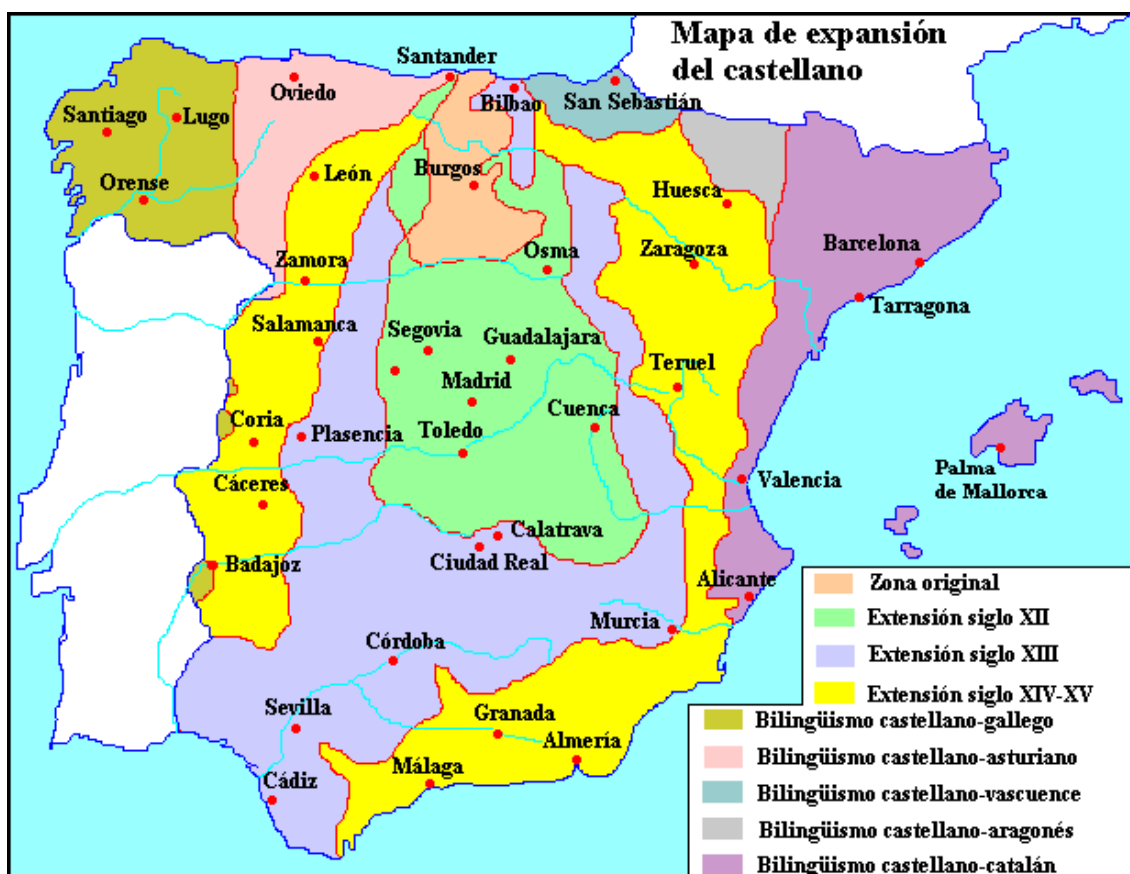 Mapa de expansión
del castellano
Santander
Oviedo
Bilbao
San Sebastián
Santiago
Lugo
León
Burgos
Orense
Huesca
Barcelona
Zaragoza
Osma
Zamora
Tarragona
Salamanca
Segovia
Guadalajara
Teruel
Madrid
Cuenca
Coria
Plasencia
Toledo
Palma
de Mallorca
Cáceres
Valencia
Calatrava
Ciudad Real
Badajoz
Alicante
Murcia
Córdoba
Sevilla
Granada
Almería
Málaga
Cádiz
Zona original
Extensión siglo XII
Extensión siglo XIII
Extensión siglo XIV-XV
Bilingüismo castellano-gallego
Bilingüismo castellano-asturiano
Bilingüismo castellano-vascuence
Bilingüismo castellano-aragonés
Bilingüismo castellano-catalán